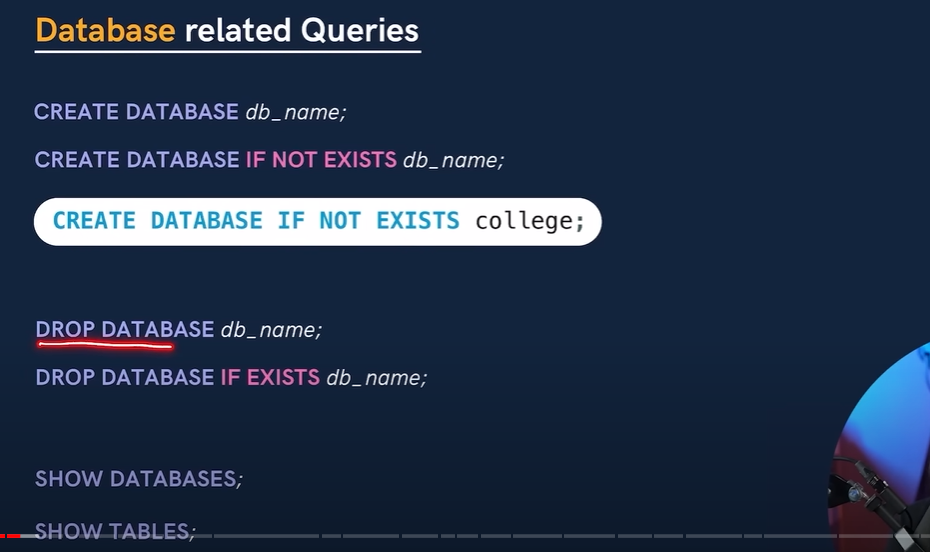 Database related Queries
CREATE DATABASE db_name;
CREATE DATABASE IF NOT EXISTS db_name;
CREATE DATABASE IF NOT EXISTS college;
DROP DATABASE db_name;
DROP DATABASE IF EXISTS db_name;
SHOW DATABASES;
SHOW TABLES;